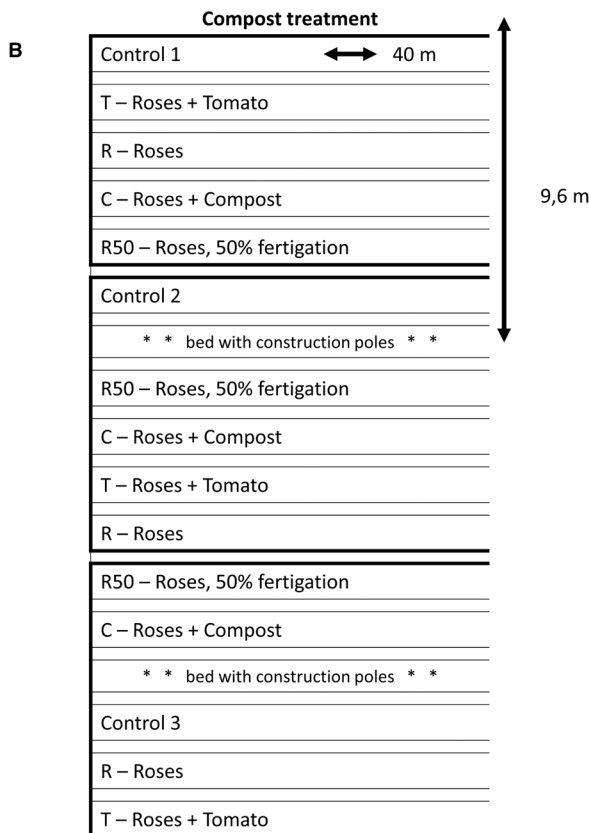 Compost treatment
B
Control 1 40 m
T – Roses + Tomato
R – Roses
C – Roses + Compost
9,6 m
R50 – Roses, 50% fertigation
Control 2
* * bed with construction poles * *
R50 – Roses, 50% fertigation
C – Roses + Compost
T – Roses + Tomato
R – Roses
R50 – Roses, 50% fertigation
C – Roses + Compost
* * bed with construction poles * *
Control 3
R – Roses
T – Roses + Tomato